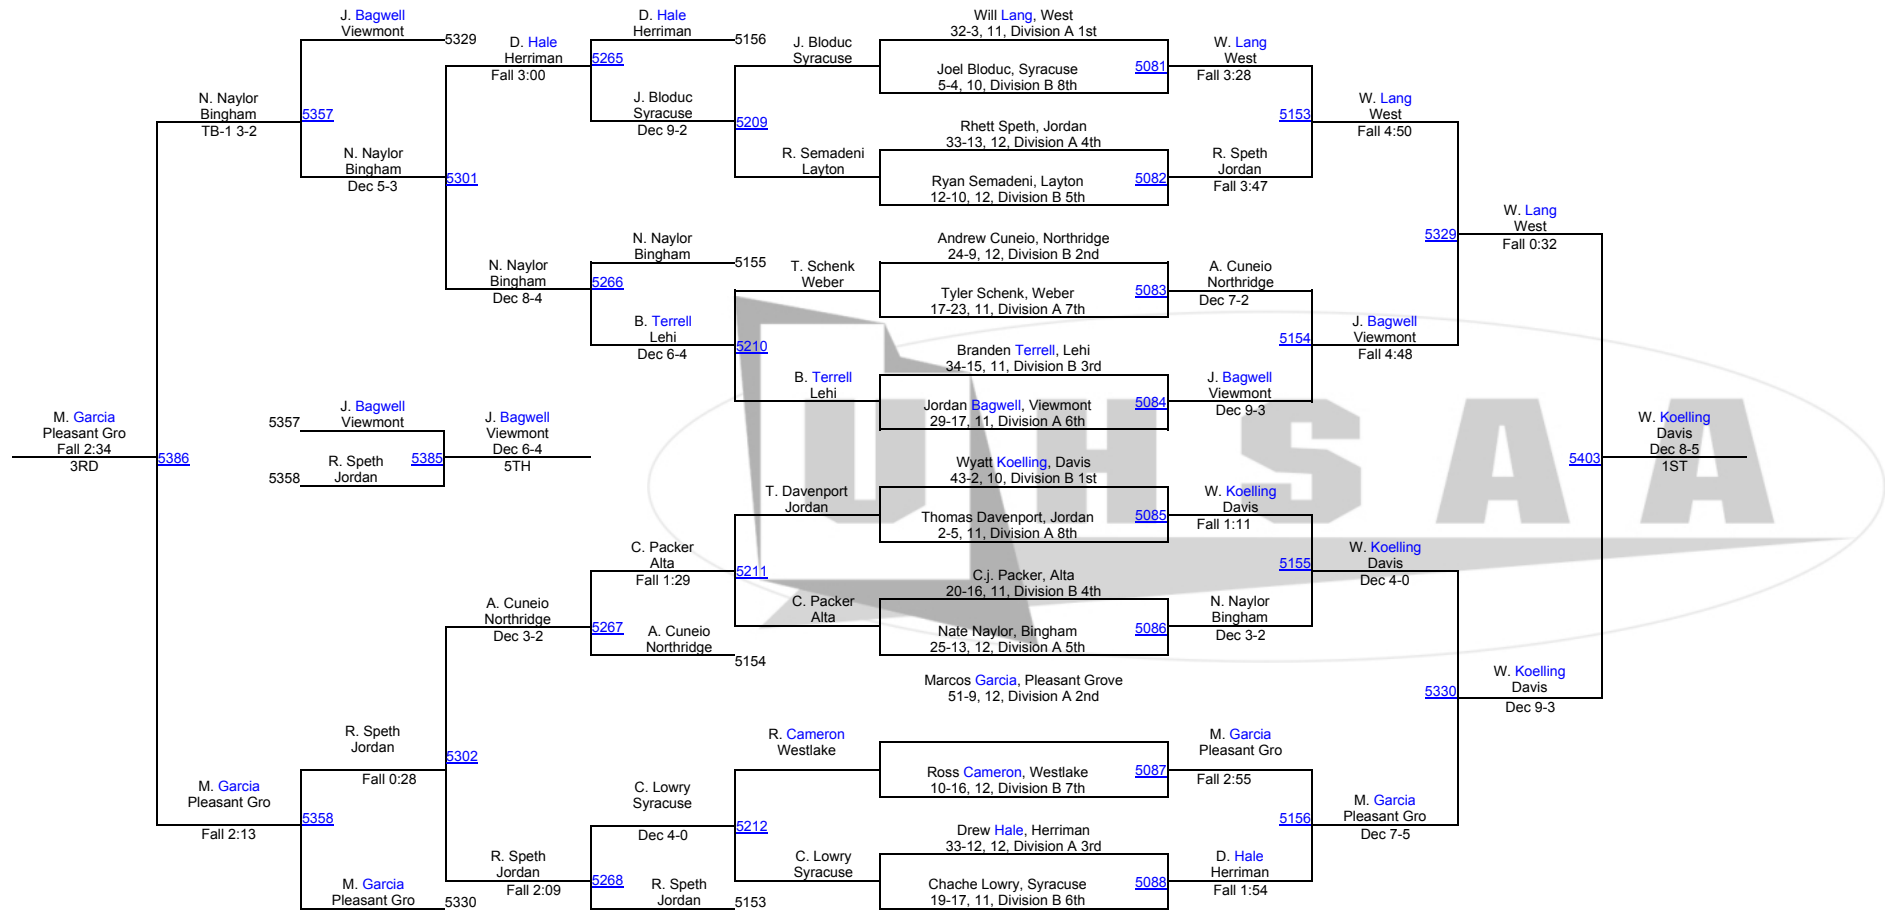 J. Bagwell
Viewmont
5329
N. Naylor
Bingham
TB-1 3-2
5357
N. Naylor
Bingham
Dec 5-3
D. Hale
Herriman
Fall 3:00
5301
N. Naylor
Bingham
Dec 8-4
D. Hale
Herriman
5156
5265
J. Bloduc
Syracuse
Dec 9-2
N. Naylor
Bingham
5155
5266
B. Terrell
Lehi
Dec 6-4
J. Bloduc
Syracuse
5209
R. Semadeni
Layton
T. Schenk
Weber
5210
B. Terrell
Lehi
Will Lang, West
32-3, 11, Division A 1st
Joel Bloduc, Syracuse
5-4, 10, Division B 8th
5081
Rhett Speth, Jordan
33-13, 12, Division A 4th
Ryan Semadeni, Layton
12-10, 12, Division B 5th
5082
Andrew Cuneio, Northridge
24-9, 12, Division B 2nd
Tyler Schenk, Weber
17-23, 11, Division A 7th
5083
Branden Terrell, Lehi
34-15, 11, Division B 3rd
Jordan Bagwell, Viewmont
29-17, 11, Division A 6th
5084
W. Lang
West
Fall 3:28
5153
R. Speth
Jordan
Fall 3:47
A. Cuneio
Northridge
Dec 7-2
5154
J. Bagwell
Viewmont
Dec 9-3
W. Lang
West
Fall 4:50
5329
J. Bagwell
Viewmont
Fall 4:48
W. Lang
West
Fall 0:32
M. Garcia
Pleasant Gro
Fall 2:34
3RD
5386
5357
J. Bagwell
Viewmont
5358
R. Speth
Jordan
5385
J. Bagwell
Viewmont
Dec 6-4
5TH
UHSAA
5403
W. Koelling
Davis
Dec 8-5
1ST
Wyatt Koelling, Davis
43-2, 10, Division B 1st
Thomas Davenport, Jordan
2-5, 11, Division A 8th
5085
C.j. Packer, Alta
20-16, 11, Division B 4th
Nate Naylor, Bingham
25-13, 12, Division A 5th
5086
Marcos Garcia, Pleasant Grove
51-9, 12, Division A 2nd
Ross Cameron, Westlake
10-16, 12, Division B 7th
5087
Drew Hale, Herriman
33-12, 12, Division A 3rd
Chache Lowry, Syracuse
19-17, 11, Division B 6th
5088
T. Davenport
Jordan
5211
C. Packer
Alta
R. Cameron
Westlake
5212
C. Lowry
Syracuse
C. Packer
Alta
Fall 1:29
5267
A. Cuneio
Northridge
5154
C. Lowry
Syracuse
Dec 4-0
5268
R. Speth
Jordan
5153
A. Cuneio
Northridge
Dec 3-2
5302
R. Speth
Jordan
Fall 2:09
R. Speth
Jordan
Fall 0:28
5358
M. Garcia
Pleasant Gro
5330
M. Garcia
Pleasant Gro
Fall 2:13
W. Koelling
Davis
Fall 1:11
5155
N. Naylor
Bingham
Dec 3-2
M. Garcia
Pleasant Gro
Fall 2:55
5156
D. Hale
Herriman
Fall 1:54
W. Koelling
Davis
Dec 4-0
5330
M. Garcia
Pleasant Gro
Dec 7-5
W. Koelling
Davis
Dec 9-3